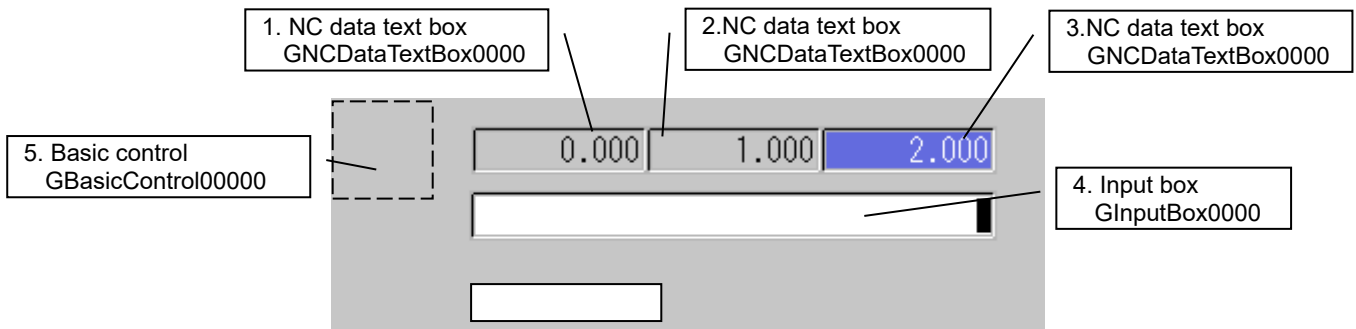 1. NC data text box
GNCDataTextBox0000
2.NC data text box
GNCDataTextBox0000
3.NC data text box
GNCDataTextBox0000
5. Basic control
GBasicControl00000
0.000
1.000
2.000
4. Input box
GInputBox0000